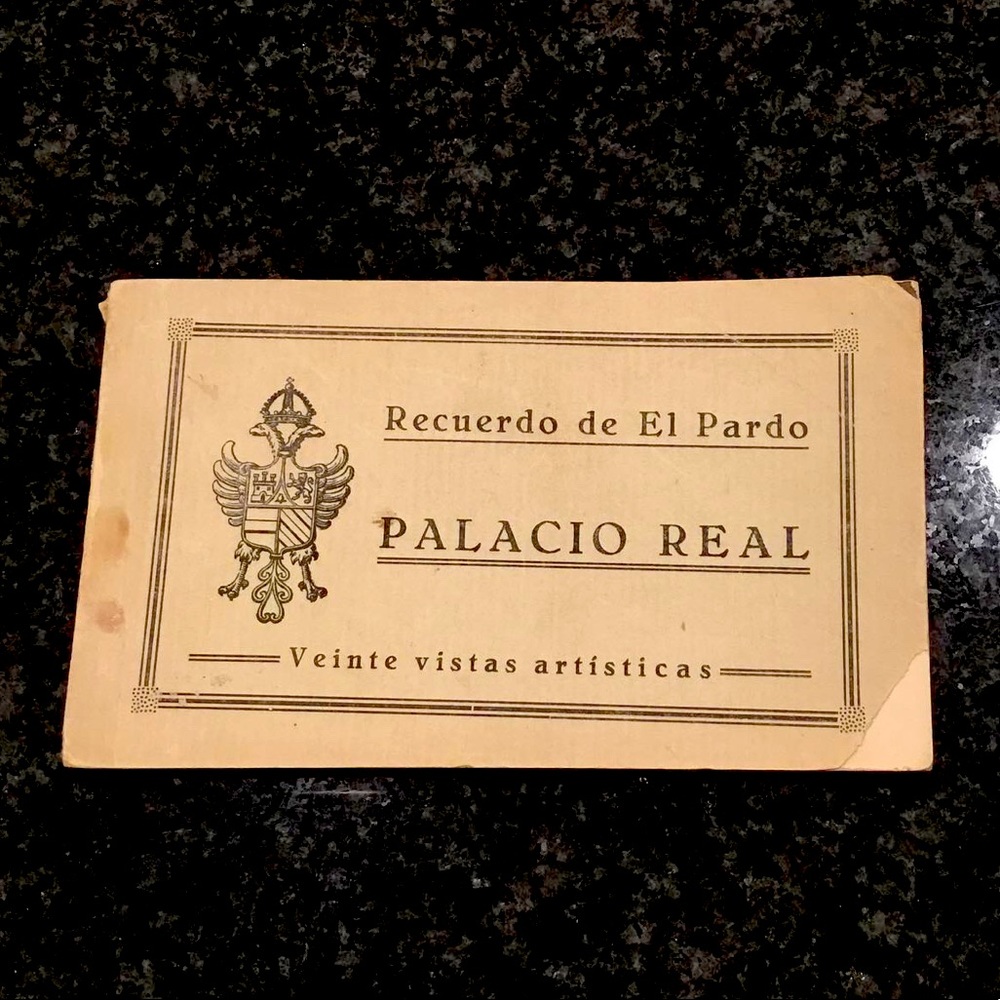 Recuerdo de El Pardo
PALACIO REAL
Veinte vistas artísticas